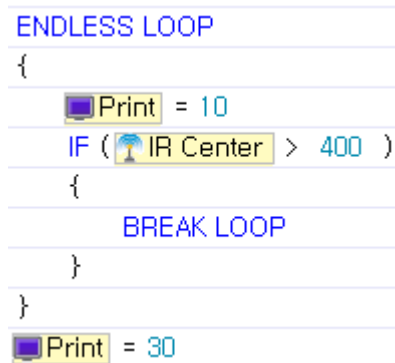 ENDLESS LOOP
{
Print = 10
IF ( IR Center > 400 )
{
BREAK LOOP
}
}
Print = 30